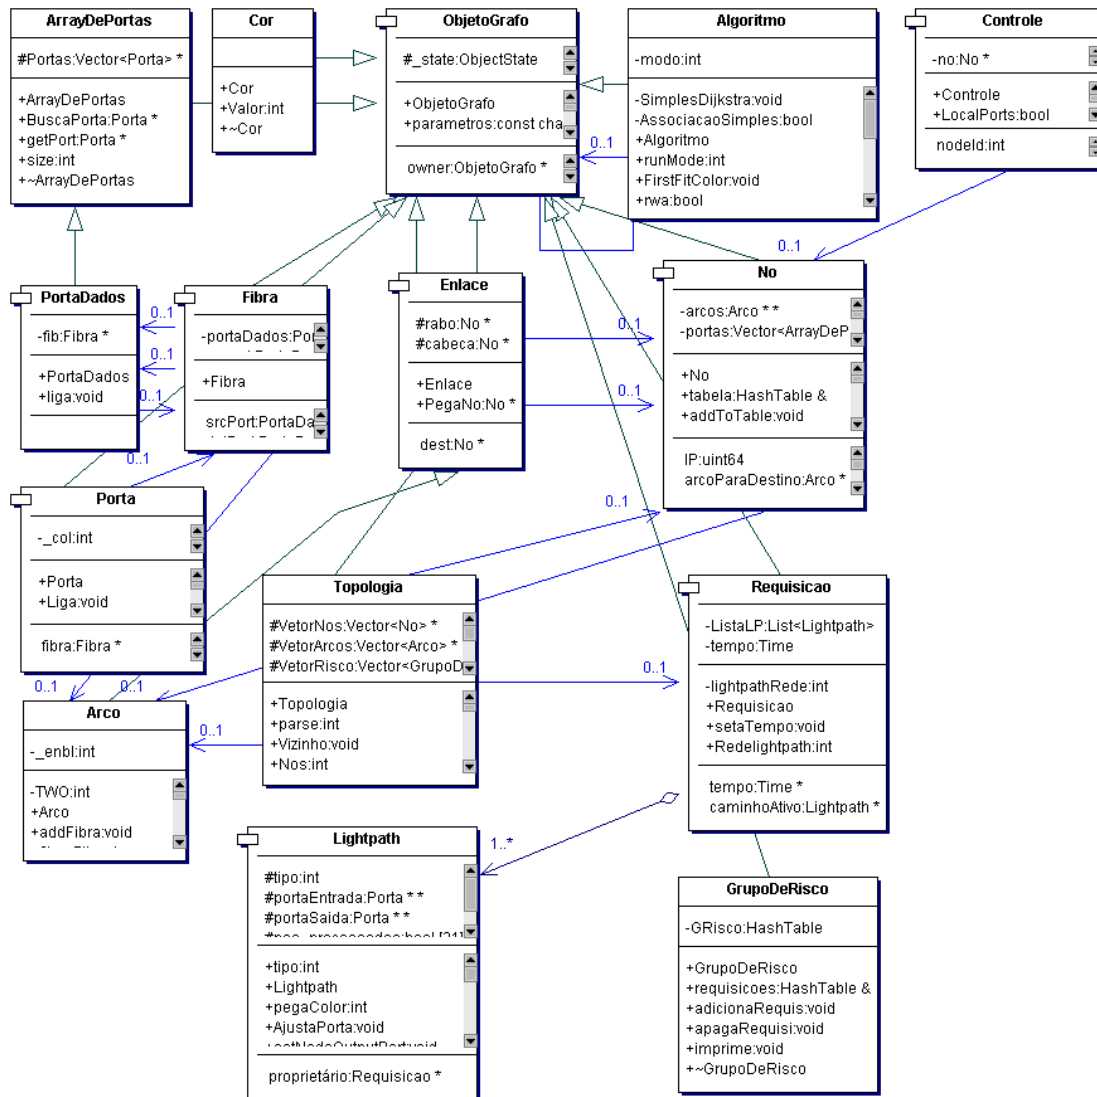 ArrayDePortas
#Portas:Vector<Porta> *
+ArrayDePortas
+BuscaPorta:Porta *
+getPort:Porta *
+size:int
+~ArrayDePortas
Cor
+Cor
+Valor:int
+~Cor
ObjetoGrafo
#_state:ObjectState
+ObjetoGrafo
+parametros:const cha
owner:ObjetoGrafo *
Algoritmo
-modo:int
-SimplesDijkstra:void
-AssociacaoSimples:bool
+Algoritmo
+runMode:int
+FirstFitColor:void
+rwa:bool
Controle
-no:No *
+Controle
+LocalPorts:bool
nodeId:int
0..1
0..1
PortaDados
-fib:Fibra *
+PortaDados
+liga:void
0..1
0..1
0..1
Fibra
-portaDados:Por
+Fibra
srcPort:PortaDa
Enlace
#rabo:No *
#cabeca:No *
+Enlace
+PegaNo:No *
dest:No *
0..1
0..1
No
-arcos:Arco * *
-portas:Vector<ArrayDeP
+No
+tabela:HashTable &
+addToTable:void
IP:uint64
arcoParaDestino:Arco *
0..1
Porta
-_col:int
+Porta
+Liga:void
fibra:Fibra *
0..1
0..1
0..1
Topologia
#VetorNos:Vector<No> *
#VetorArcos:Vector<Arco> *
#VetorRisco:Vector<GrupoD
+Topologia
+parse:int
+Vizinho:void
+Nos:int
0..1
Requisicao
-ListaLP:List<Lightpath>
-tempo:Time
-lightpathRede:int
+Requisicao
+setaTempo:void
+Redelightpath:int
tempo:Time *
caminhoAtivo:Lightpath *
Arco
-_enbl:int
-TWO:int
+Arco
+addFibra:void
0..1
1..*
Lightpath
#tipo:int
#portaEntrada:Porta * *
#portaSaida:Porta * *
+tipo:int
+Lightpath
+pegaColor:int
+AjustaPorta:void
proprietário:Requisicao *
GrupoDeRisco
-GRisco:HashTable
+GrupoDeRisco
+requisicoes:HashTable &
+adicionaRequis:void
+apagaRequisi:void
+imprime:void
+~GrupoDeRisco